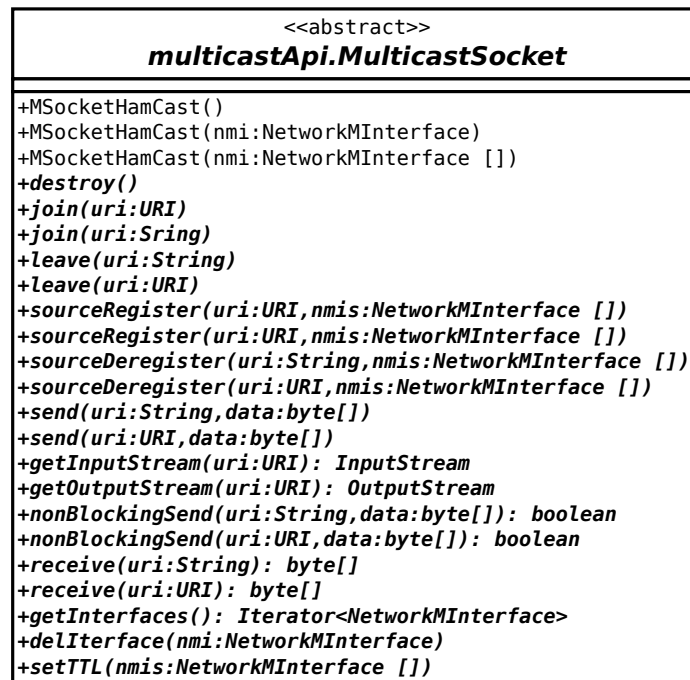 <<abstract>>
multicastApi.MulticastSocket
+MSocketHamCast()
+MSocketHamCast(nmi:NetworkMInterface)
+MSocketHamCast(nmi:NetworkMInterface [])
+destroy()
+join(uri:URI)
+join(uri:Sring)
+leave(uri:String)
+leave(uri:URI)
+sourceRegister(uri:URI,nmis:NetworkMInterface [])
+sourceRegister(uri:URI,nmis:NetworkMInterface [])
+sourceDeregister(uri:String,nmis:NetworkMInterface [])
+sourceDeregister(uri:URI,nmis:NetworkMInterface [])
+send(uri:String,data:byte[])
+send(uri:URI,data:byte[])
+getInputStream(uri:URI): InputStream
+getOutputStream(uri:URI): OutputStream
+nonBlockingSend(uri:String,data:byte[]): boolean
+nonBlockingSend(uri:URI,data:byte[]): boolean
+receive(uri:String): byte[]
+receive(uri:URI): byte[]
+getInterfaces(): Iterator<NetworkMInterface>
+delIterface(nmi:NetworkMInterface)
+setTTL(nmis:NetworkMInterface [])